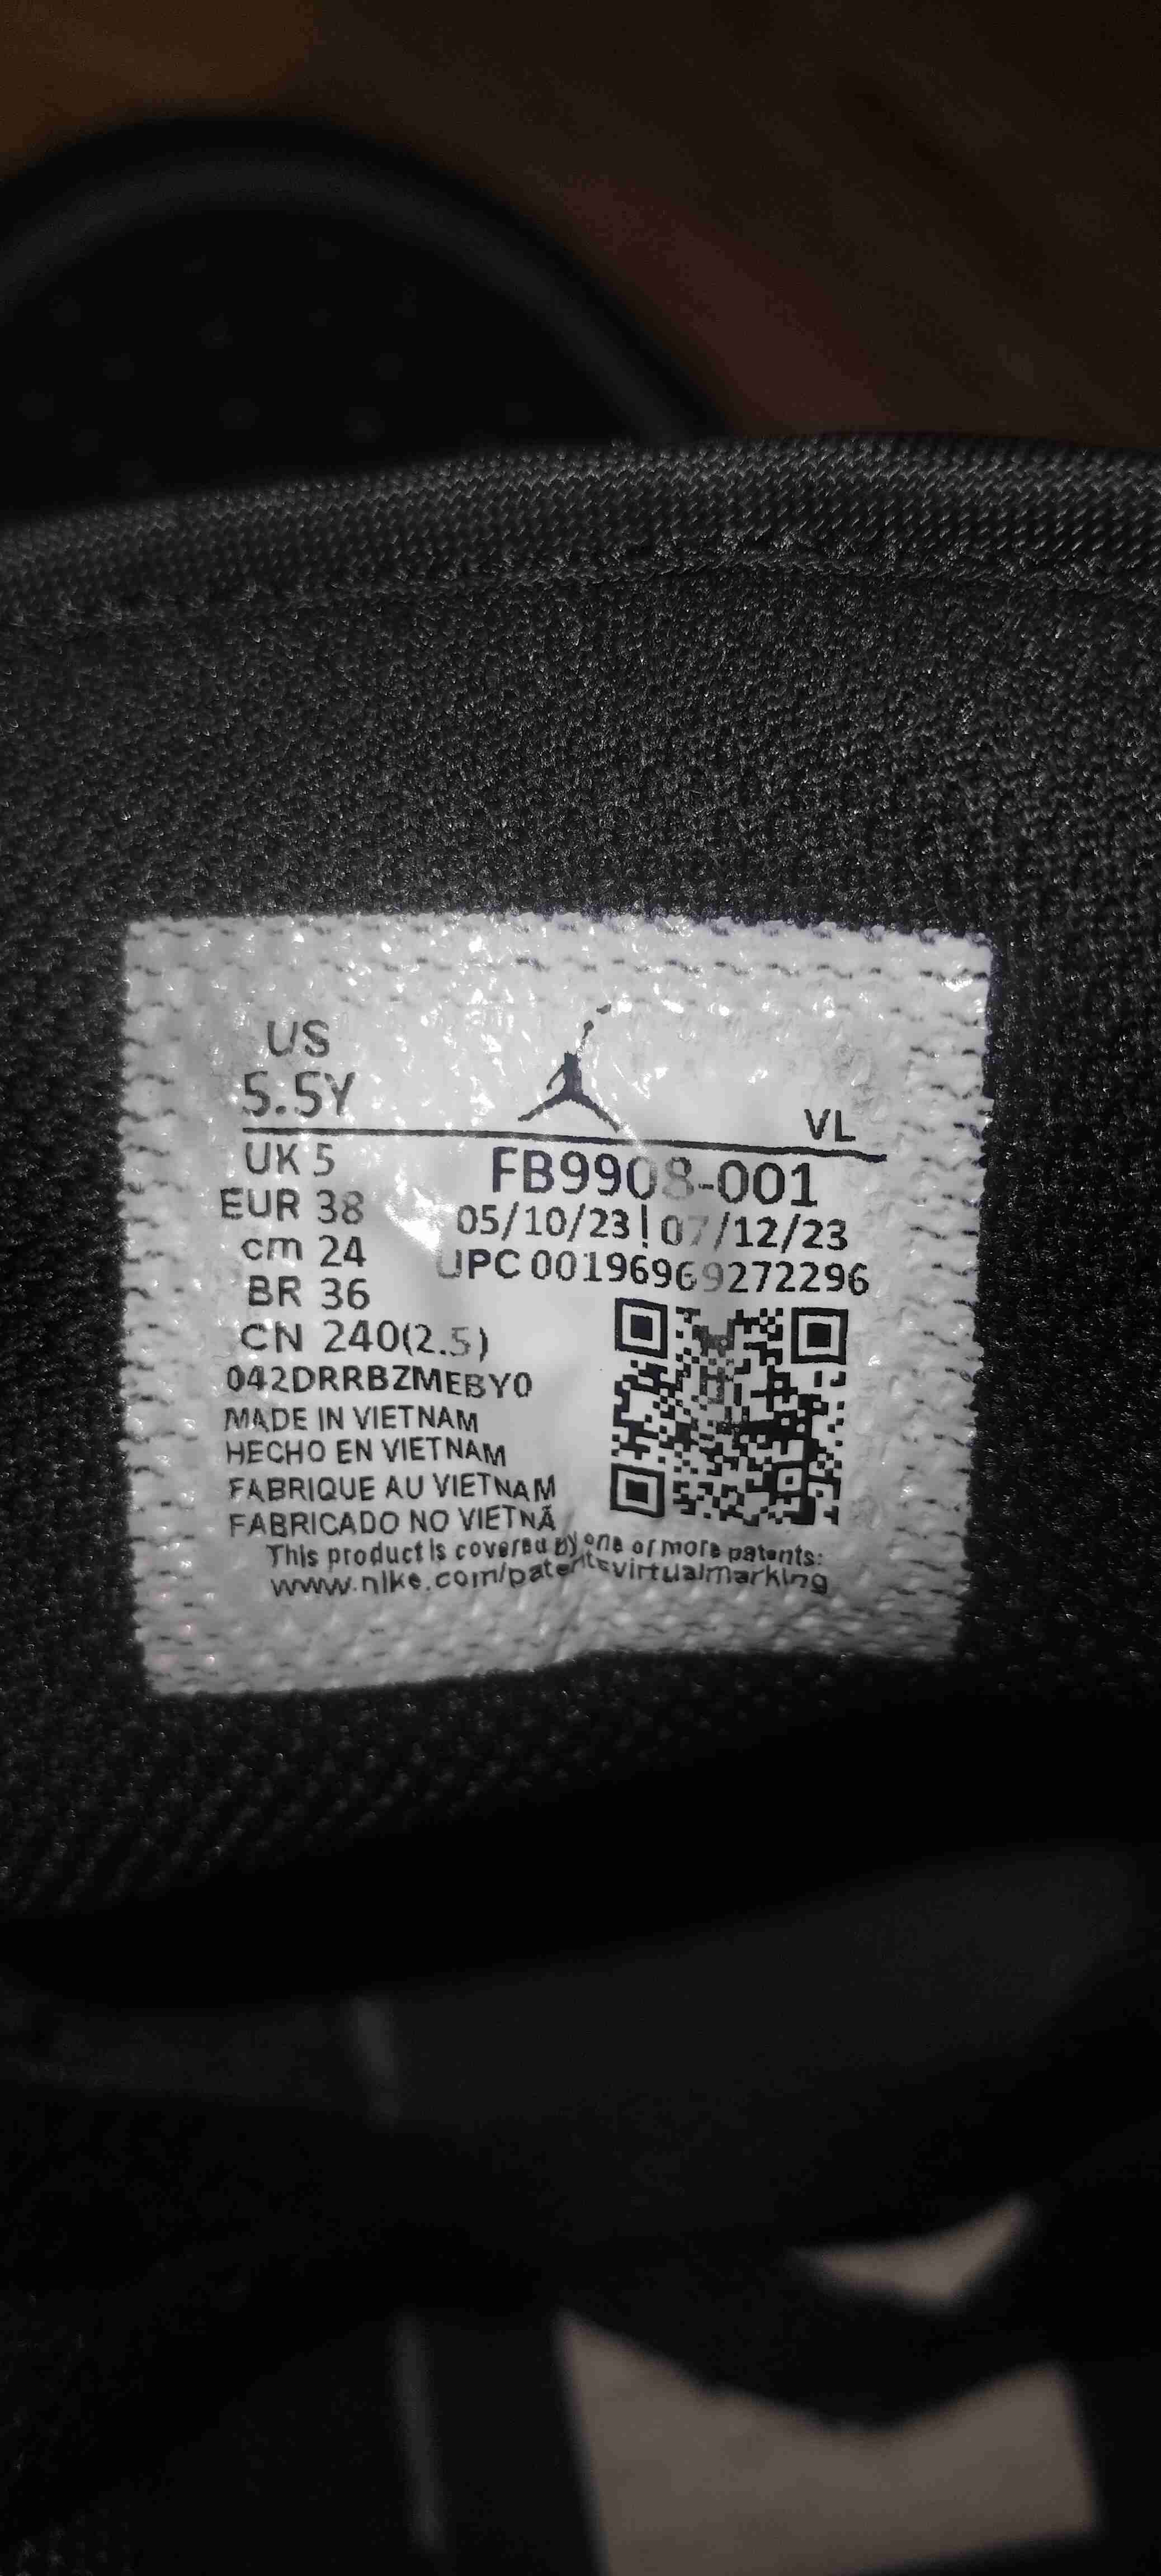 US
5.5Y
VL
UK 5
FB9908-001
EUR 38
05/10/23 07/12/23
cm 24
UPC 00196969272296
BR 36
CN 240(2.5)
042DRRBZMEBY0
MADE IN VIETNAM
HECHO EN VIETNAM
FABRIQUE AU VIETNAM
FABRICADO NO VIETNÃ
This product is covered by one or more patents:
www.nike.com/patentsvirtualmarking